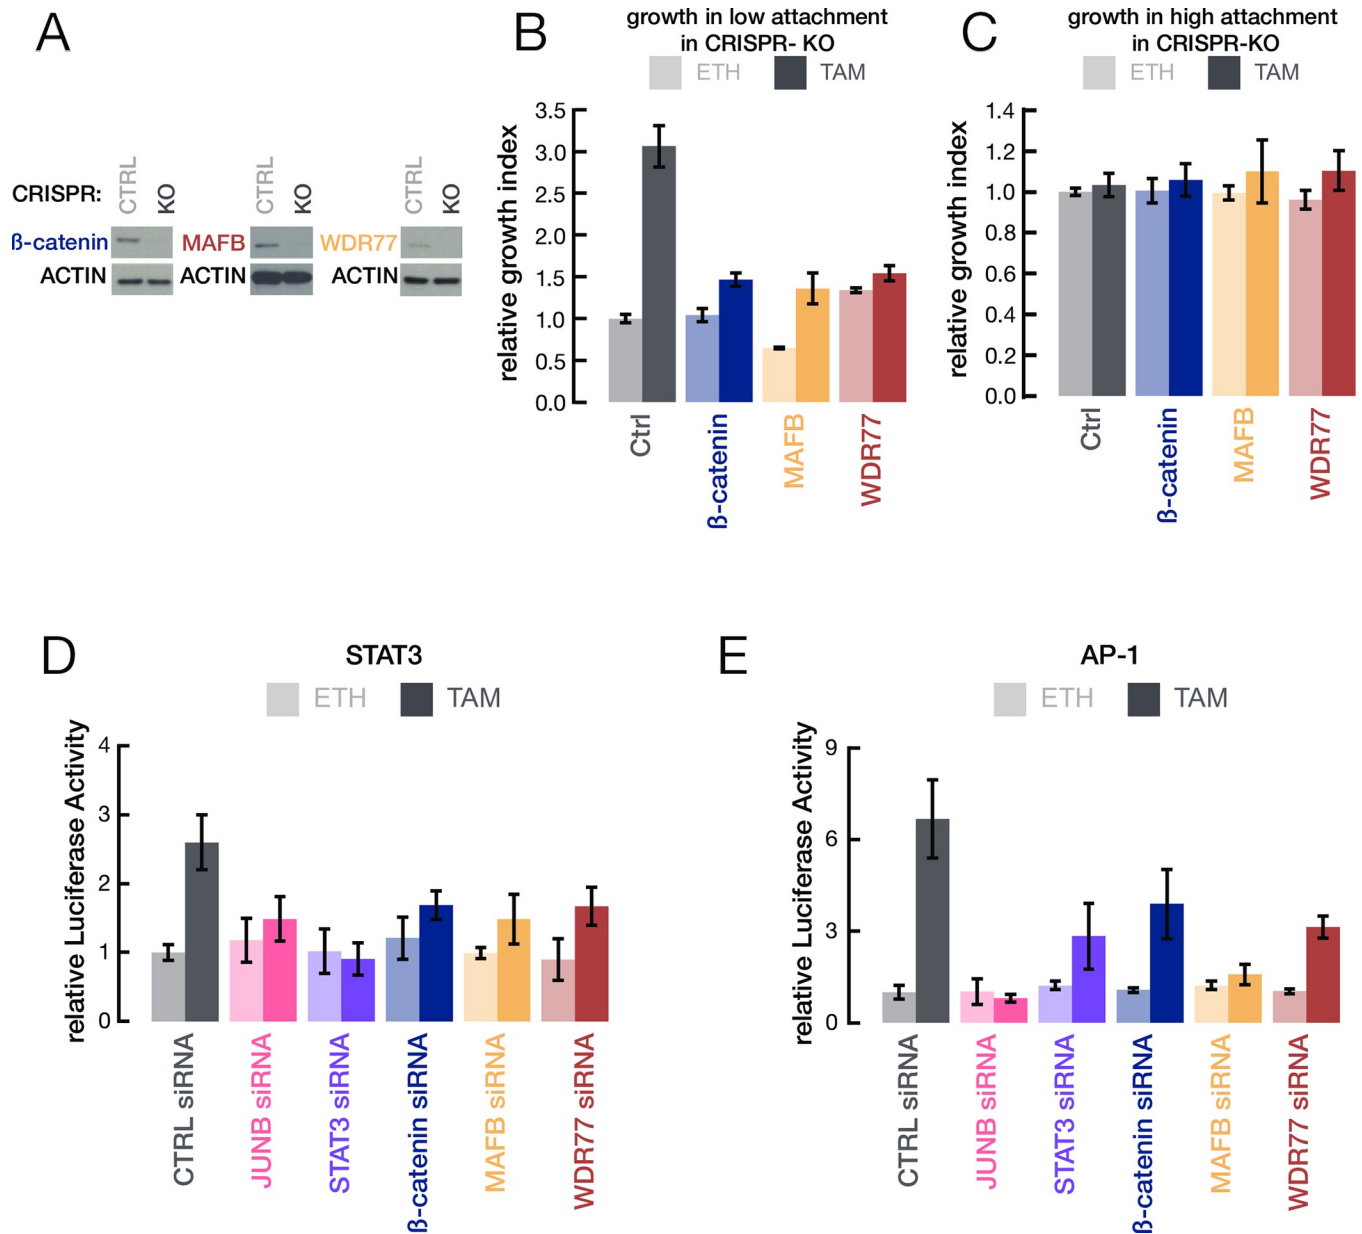 A
CRISPR:
CTRL
KO
CTRL
KO
CTRL
KO
ß-catenin
MAFB
WDR77
ACTIN
ACTIN
ACTIN
B
growth in low attachment
in CRISPR- KO
ETH
TAM
relative growth index
3.5
3.0
2.5
2.0
1.5
1.0
0.5
0.0
Ctrl
ß-catenin
MAFB
WDR77
C
growth in high attachment
in CRISPR-KO
ETH
TAM
relative growth index
1.4
1.2
1.0
0.8
0.6
0.4
0.2
0.0
Ctrl
ß-catenin
MAFB
WDR77
D
STAT3
ETH
TAM
relative Luciferase Activity
4
3
2
1
0
CTRL siRNA
JUNB siRNA
STAT3 siRNA
ß-catenin siRNA
MAFB siRNA
WDR77 siRNA
E
AP-1
ETH
TAM
relative Luciferase Activity
9
6
3
0
CTRL siRNA
JUNB siRNA
STAT3 siRNA
ß-catenin siRNA
MAFB siRNA
WDR77 siRNA